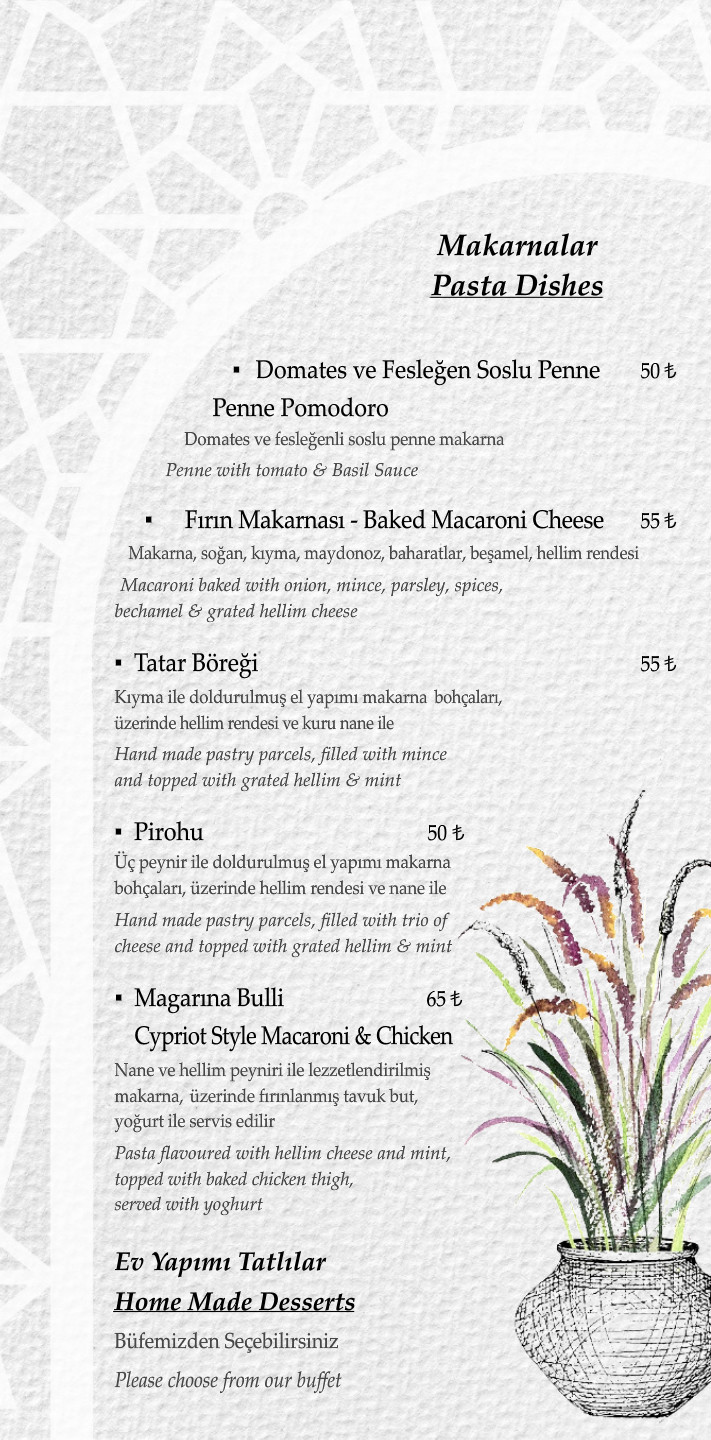 Makarnalar
Pasta Dishes
▪ Domates ve Fesleğen Soslu Penne 50 ₺
Penne Pomodoro
Domates ve fesleğenli soslu penne makarna
Penne with tomato & Basil Sauce
▪ Fırın Makarnası - Baked Macaroni Cheese 55 ₺
Makarna, soğan, kıyma, maydonoz, baharatlar, beşamel, hellim rendesi
Macaroni baked with onion, mince, parsley, spices,
bechamel & grated hellim cheese
▪ Tatar Böreği 55 ₺
Kıyma ile doldurulmuş el yapımı makarna bohçaları,
üzerinde hellim rendesi ve kuru nane ile
Hand made pastry parcels, filled with mince
and topped with grated hellim & mint
▪ Pirohu 50 ₺
Üç peynir ile doldurulmuş el yapımı makarna
bohçaları, üzerinde hellim rendesi ve nane ile
Hand made pastry parcels, filled with trio of
cheese and topped with grated hellim & mint
▪ Magarına Bulli 65 ₺
Cypriot Style Macaroni & Chicken
Nane ve hellim peyniri ile lezzetlendirilmiş
makarna, üzerinde fırınlanmış tavuk but,
yoğurt ile servis edilir
Pasta flavoured with hellim cheese and mint,
topped with baked chicken thigh,
served with yoghurt
Ev Yapımı Tatlılar
Home Made Desserts
Büfemizden Seçebilirsiniz
Please choose from our buffet